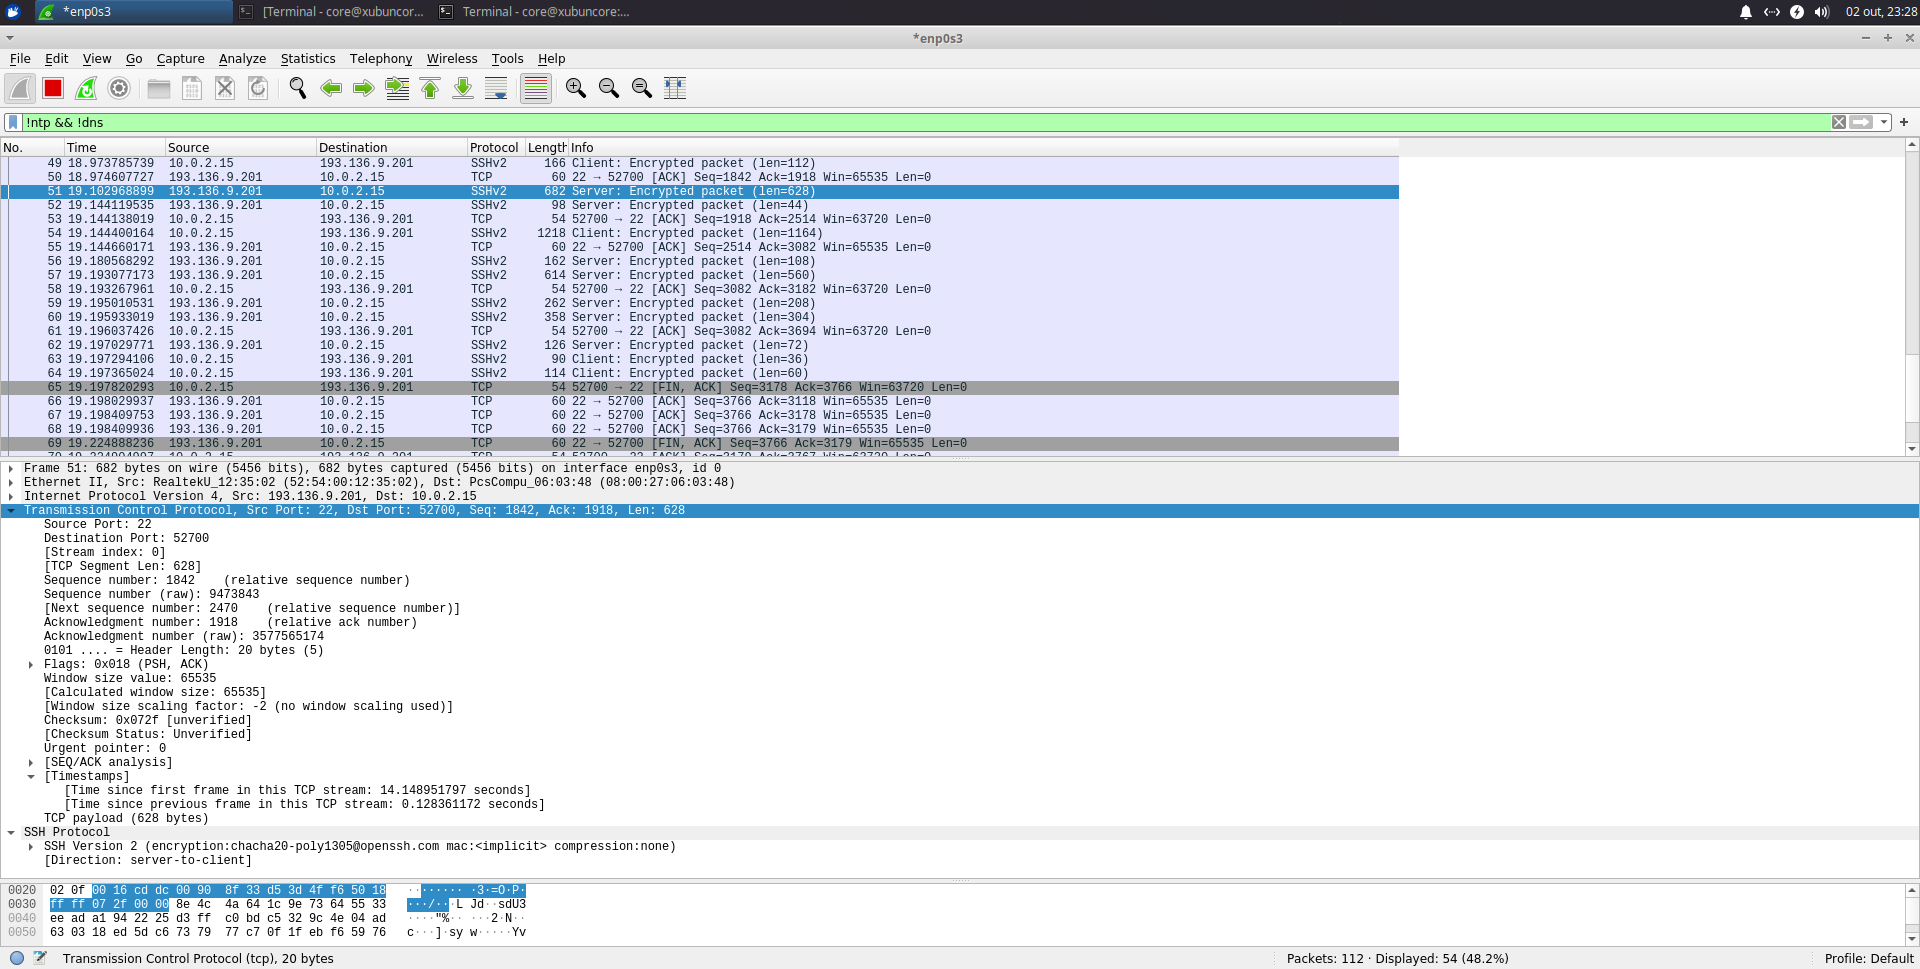 *enp0s3 [Terminal - core@xubuncor... Terminal - core@xubuncore:... 02 out, 23:28
*enp0s3
File Edit View Go Capture Analyze Statistics Telephony Wireless Tools Help
!ntp && !dns
No. Time Source Destination Protocol Length Info
49 18.973785739 10.0.2.15 193.136.9.201 SSHv2 166 Client: Encrypted packet (len=112)
50 18.974607727 193.136.9.201 10.0.2.15 TCP 60 22 → 52700 [ACK] Seq=1842 Ack=1918 Win=65535 Len=0
51 19.102968899 193.136.9.201 10.0.2.15 SSHv2 682 Server: Encrypted packet (len=628)
52 19.144119535 193.136.9.201 10.0.2.15 SSHv2 98 Server: Encrypted packet (len=44)
53 19.144138019 10.0.2.15 193.136.9.201 TCP 54 52700 → 22 [ACK] Seq=1918 Ack=2514 Win=63720 Len=0
54 19.144400164 10.0.2.15 193.136.9.201 SSHv2 1218 Client: Encrypted packet (len=1164)
55 19.144660171 193.136.9.201 10.0.2.15 TCP 60 22 → 52700 [ACK] Seq=2514 Ack=3082 Win=65535 Len=0
56 19.180568292 193.136.9.201 10.0.2.15 SSHv2 162 Server: Encrypted packet (len=108)
57 19.193077173 193.136.9.201 10.0.2.15 SSHv2 614 Server: Encrypted packet (len=560)
58 19.193267961 10.0.2.15 193.136.9.201 TCP 54 52700 → 22 [ACK] Seq=3082 Ack=3182 Win=63720 Len=0
59 19.195010531 193.136.9.201 10.0.2.15 SSHv2 262 Server: Encrypted packet (len=208)
60 19.195933019 193.136.9.201 10.0.2.15 SSHv2 358 Server: Encrypted packet (len=304)
61 19.196037426 10.0.2.15 193.136.9.201 TCP 54 52700 → 22 [ACK] Seq=3082 Ack=3694 Win=63720 Len=0
62 19.197029771 193.136.9.201 10.0.2.15 SSHv2 126 Server: Encrypted packet (len=72)
63 19.197294106 10.0.2.15 193.136.9.201 SSHv2 90 Client: Encrypted packet (len=36)
64 19.197365024 10.0.2.15 193.136.9.201 SSHv2 114 Client: Encrypted packet (len=60)
65 19.197820293 10.0.2.15 193.136.9.201 TCP 54 52700 → 22 [FIN, ACK] Seq=3178 Ack=3766 Win=63720 Len=0
66 19.198029937 193.136.9.201 10.0.2.15 TCP 60 22 → 52700 [ACK] Seq=3766 Ack=3118 Win=65535 Len=0
67 19.198409753 193.136.9.201 10.0.2.15 TCP 60 22 → 52700 [ACK] Seq=3766 Ack=3178 Win=65535 Len=0
68 19.198409936 193.136.9.201 10.0.2.15 TCP 60 22 → 52700 [ACK] Seq=3766 Ack=3179 Win=65535 Len=0
69 19.224888236 193.136.9.201 10.0.2.15 TCP 60 22 → 52700 [FIN, ACK] Seq=3766 Ack=3179 Win=65535 Len=0
Frame 51: 682 bytes on wire (5456 bits), 682 bytes captured (5456 bits) on interface enp0s3, id 0
Ethernet II, Src: RealtekU_12:35:02 (52:54:00:12:35:02), Dst: PcsCompu_06:03:48 (08:00:27:06:03:48)
Internet Protocol Version 4, Src: 193.136.9.201, Dst: 10.0.2.15
Transmission Control Protocol, Src Port: 22, Dst Port: 52700, Seq: 1842, Ack: 1918, Len: 628
Source Port: 22
Destination Port: 52700
[Stream index: 0]
[TCP Segment Len: 628]
Sequence number: 1842 (relative sequence number)
Sequence number (raw): 9473843
[Next sequence number: 2470 (relative sequence number)]
Acknowledgment number: 1918 (relative ack number)
Acknowledgment number (raw): 3577565174
0101 .... = Header Length: 20 bytes (5)
Flags: 0x018 (PSH, ACK)
Window size value: 65535
[Calculated window size: 65535]
[Window size scaling factor: -2 (no window scaling used)]
Checksum: 0x072f [unverified]
[Checksum Status: Unverified]
Urgent pointer: 0
[SEQ/ACK analysis]
[Timestamps]
[Time since first frame in this TCP stream: 14.148951797 seconds]
[Time since previous frame in this TCP stream: 0.128361172 seconds]
TCP payload (628 bytes)
SSH Protocol
SSH Version 2 (encryption:chacha20-poly1305@openssh.com mac:<implicit> compression:none)
[Direction: server-to-client]
0020 02 0f 00 16 cd dc 00 90 8f 33 d5 3d 4f f6 50 18 ········ ·3·=O·P·
0030 ff ff 07 2f 00 00 8e 4c 4a 64 1c 9e 73 64 55 33 ···/···L Jd··sdU3
0040 ee ad a1 94 22 25 d3 ff c0 bd c5 32 9c 4e 04 ad ····"%·· ···2·N··
0050 63 03 18 ed 5d c6 73 79 77 c7 0f 1f eb f6 59 76 c···]·sy w·····Yv
Transmission Control Protocol (tcp), 20 bytes Packets: 112 · Displayed: 54 (48.2%) Profile: Default